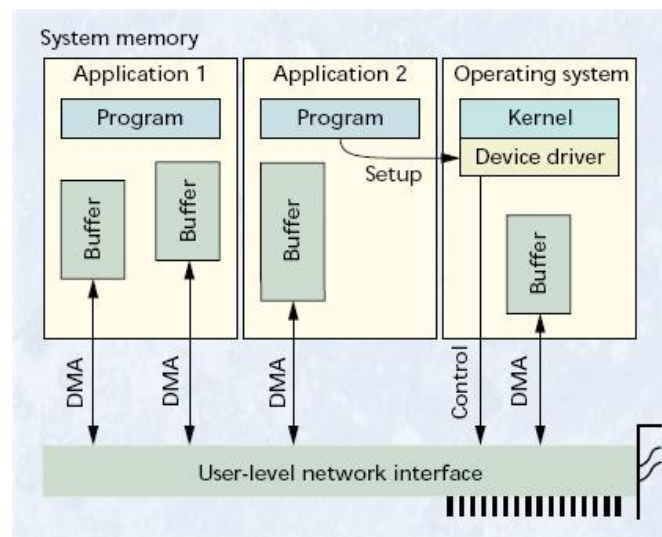 System memory
Application 1
Program
Buffer
Buffer
DMA
DMA
Application 2
Program
Setup
Buffer
DMA
Operating system
Kernel
Device driver
Buffer
Control
DMA
User-level network interface